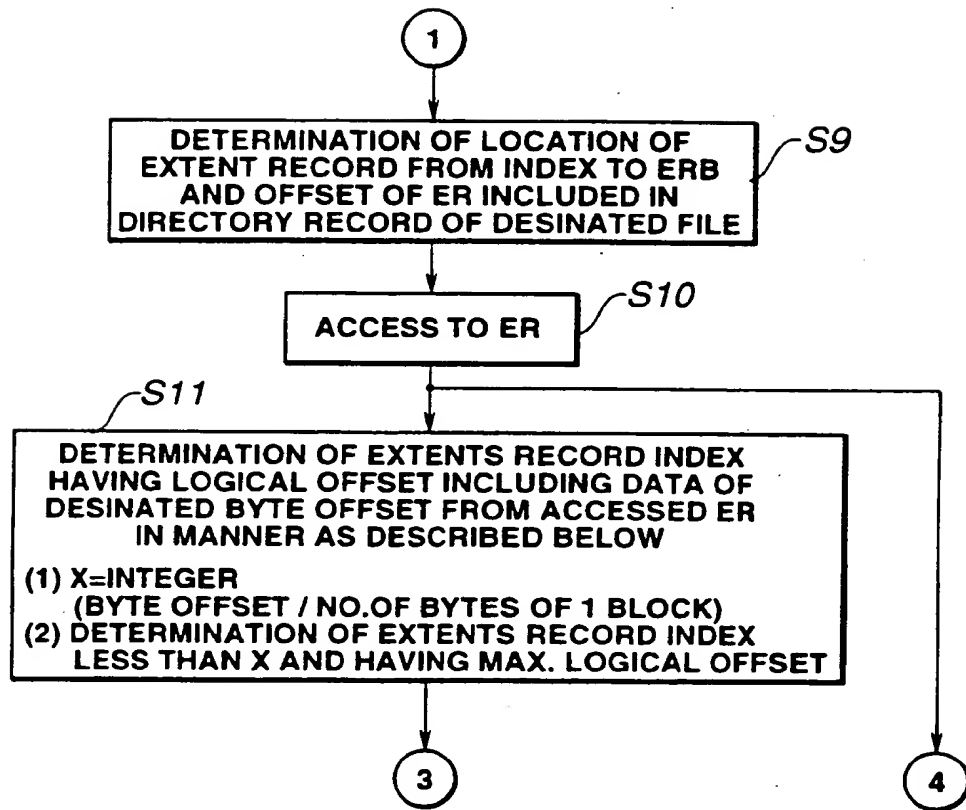 1
DETERMINATION OF LOCATION OF
EXTENT RECORD FROM INDEX TO ERB
AND OFFSET OF ER INCLUDED IN
DIRECTORY RECORD OF DESINATED FILE
S9
ACCESS TO ER
S10
S11
DETERMINATION OF EXTENTS RECORD INDEX
HAVING LOGICAL OFFSET INCLUDING DATA OF
DESINATED BYTE OFFSET FROM ACCESSED ER
IN MANNER AS DESCRIBED BELOW
(1) X=INTEGER
(BYTE OFFSET / NO.OF BYTES OF 1 BLOCK)
(2) DETERMINATION OF EXTENTS RECORD INDEX
LESS THAN X AND HAVING MAX. LOGICAL OFFSET
3
4